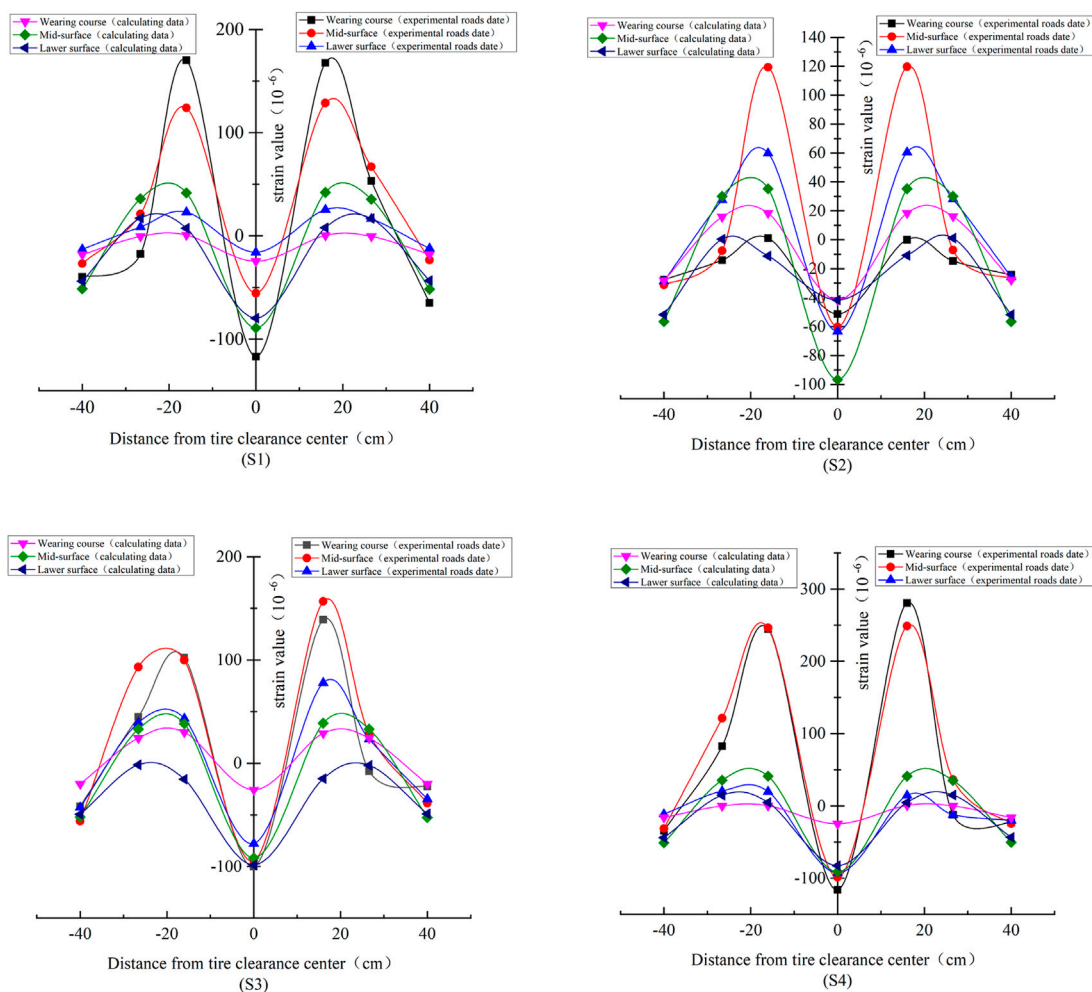 Wearing course（calculating data）
Mid-surface（calculating data）
Lawer surface（calculating data）
Wearing course（experimental roads date）
Mid-surface（experimental roads date）
Lawer surface（experimental roads date）
strain value（10⁻⁶）
200
100
0
-100
-40
-20
0
20
40
Distance from tire clearance center（cm）
(S1)
Wearing course（calculating data）
Mid-surface（calculating data）
Lawer surface（calculating data）
Wearing course（experimental roads date）
Mid-surface（experimental roads date）
Lawer surface（experimental roads date）
strain value（10⁻⁶）
140
120
100
80
60
40
20
0
-20
-40
-60
-80
-100
-40
-20
0
20
40
Distance from tire clearance center（cm）
(S2)
Wearing course（calculating data）
Mid-surface（calculating data）
Lawer surface（calculating data）
Wearing course（experimental roads date）
Mid-surface（experimental roads date）
Lawer surface（experimental roads date）
strain value（10⁻⁶）
200
100
0
-100
-40
-20
0
20
40
Distance from tire clearance center（cm）
(S3)
Wearing course（calculating data）
Mid-surface（calculating data）
Lawer surface（calculating data）
Wearing course（experimental roads date）
Mid-surface（experimental roads date）
Lawer surface（experimental roads date）
strain value（10⁻⁶）
300
200
100
0
-100
-40
-20
0
20
40
Distance from tire clearance center（cm）
(S4)